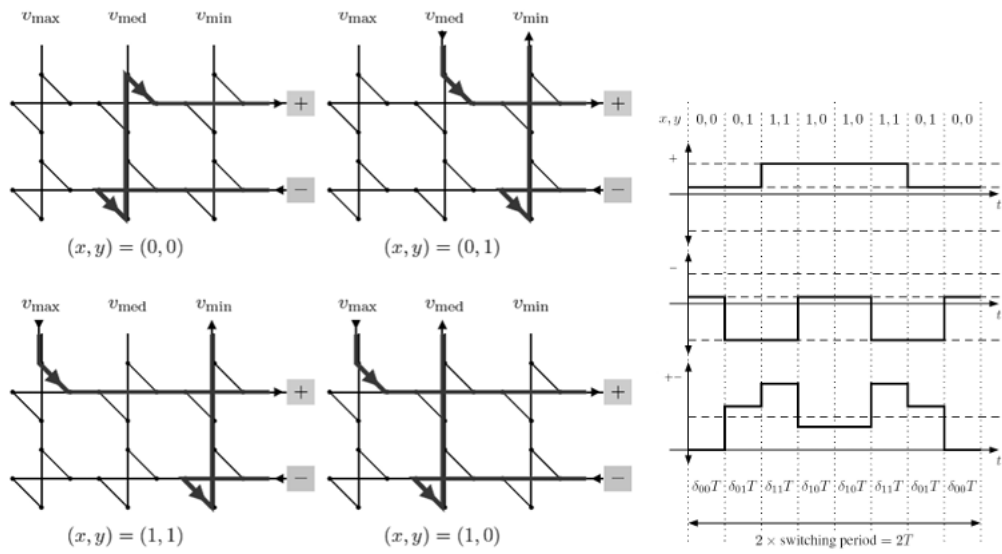 v_max v_med v_min
+
−
(x, y) = (0, 0)
v_max v_med v_min
+
−
(x, y) = (0, 1)
v_max v_med v_min
+
−
(x, y) = (1, 1)
v_max v_med v_min
+
−
(x, y) = (1, 0)
x, y 0, 0 0, 1 1, 1 1, 0 1, 0 1, 1 0, 1 0, 0
+
t
−
t
+−
t
δ₀₀T δ₀₁T δ₁₁T δ₁₀T δ₁₀T δ₁₁T δ₀₁T δ₀₀T
2 × switching period = 2T